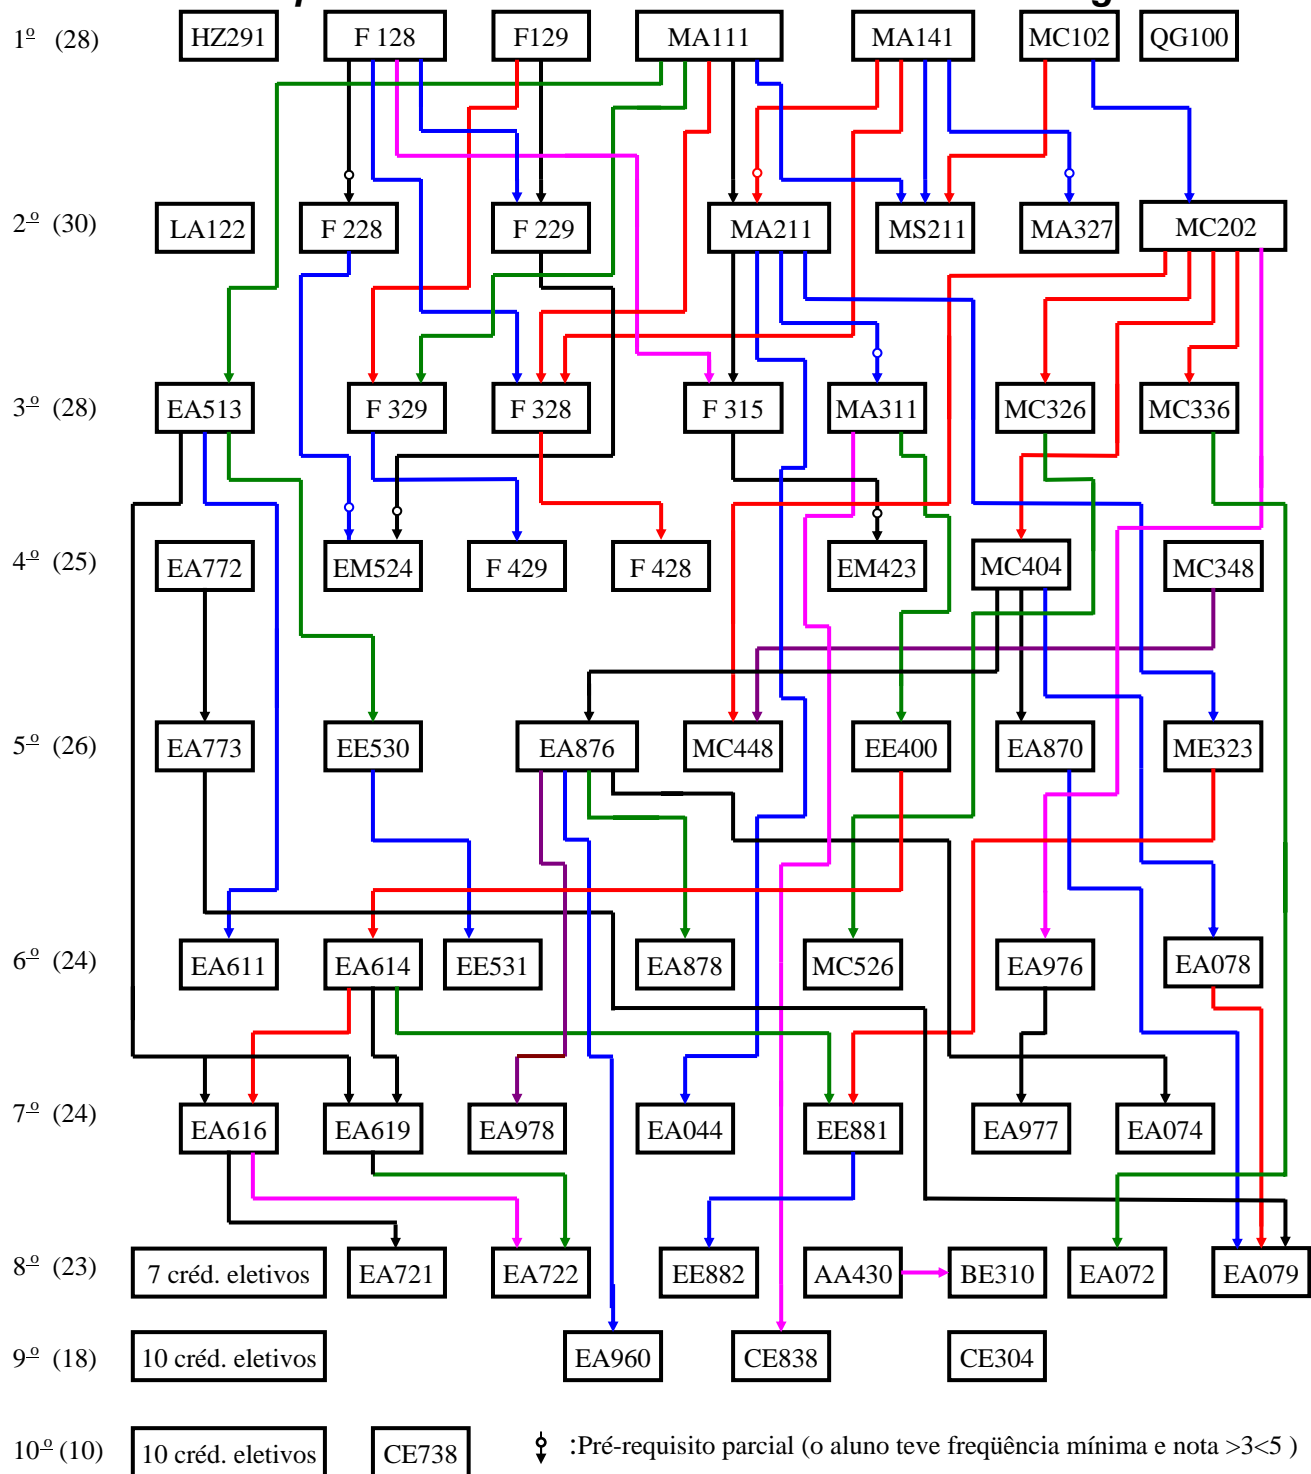 1º (28) HZ291 F 128 F129 MA111 MA141 MC102 QG100
2º (30) LA122 F 228 F 229 MA211 MS211 MA327 MC202
3º (28) EA513 F 329 F 328 F 315 MA311 MC326 MC336
4º (25) EA772 EM524 F 429 F 428 EM423 MC404 MC348
5º (26) EA773 EE530 EA876 MC448 EE400 EA870 ME323
6º (24) EA611 EA614 EE531 EA878 MC526 EA976 EA078
7º (24) EA616 EA619 EA978 EA044 EE881 EA977 EA074
8º (23) 7 créd. eletivos EA721 EA722 EE882 AA430 BE310 EA072 EA079
9º (18) 10 créd. eletivos EA960 CE838 CE304
10º (10) 10 créd. eletivos CE738 :Pré-requisito parcial (o aluno teve freqüência mínima e nota >3<5 )